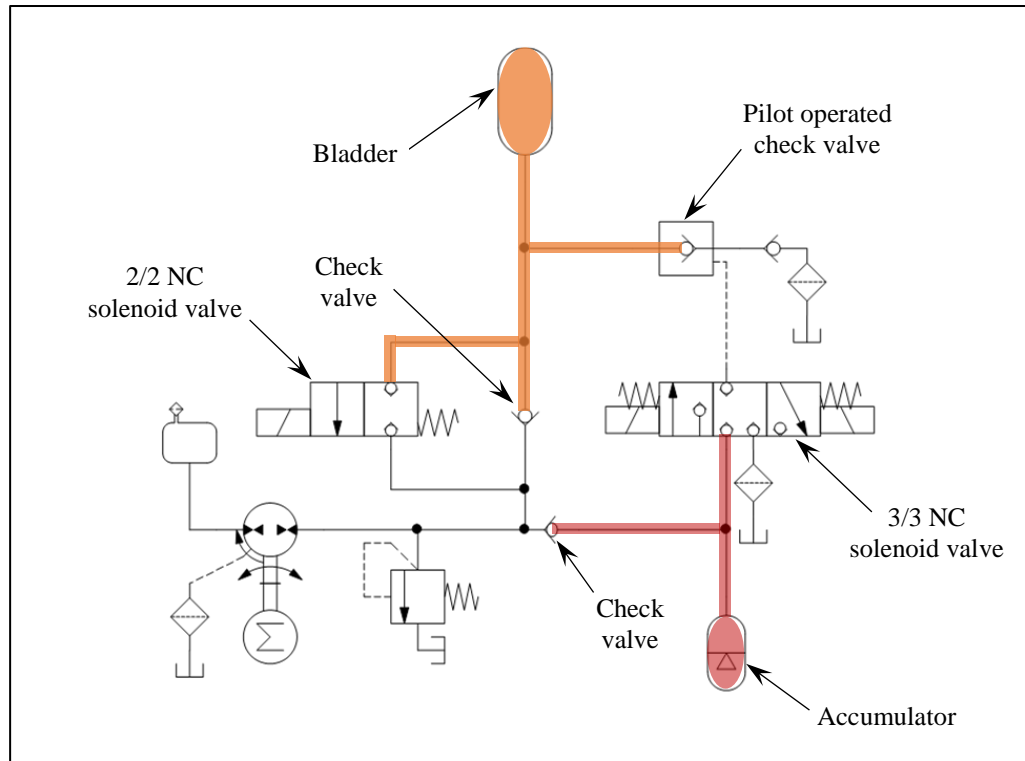 Bladder
Pilot operated
check valve
2/2 NC
solenoid valve
Check
valve
3/3 NC
solenoid valve
Check
valve
Accumulator